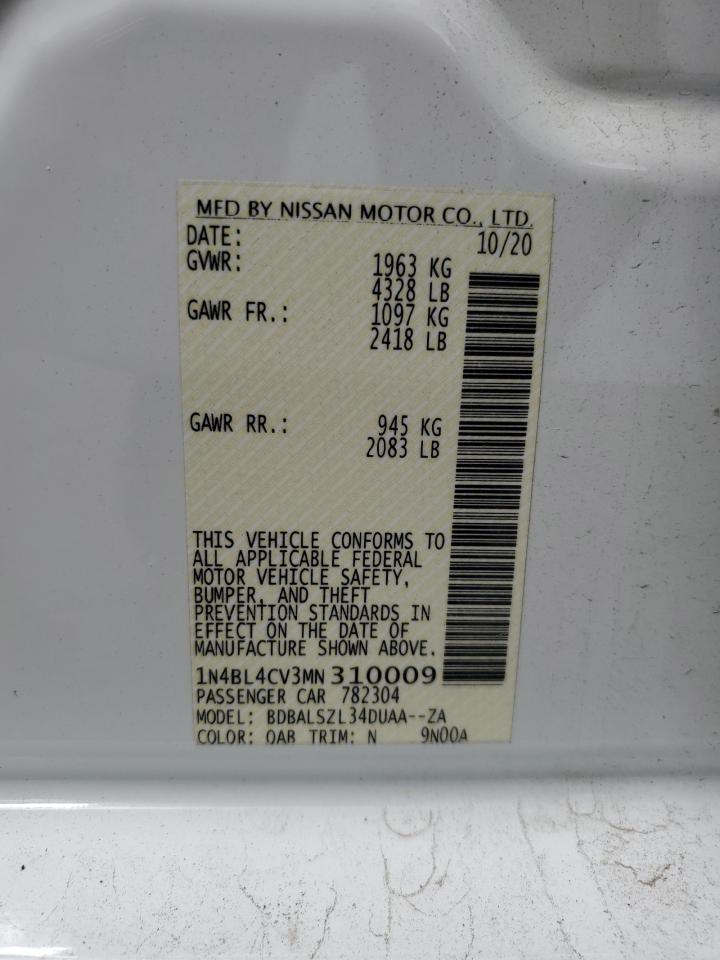 MFD BY NISSAN MOTOR CO., LTD.
DATE: 10/20
GVWR: 1963 KG
4328 LB
GAWR FR.: 1097 KG
2418 LB
GAWR RR.: 945 KG
2083 LB
THIS VEHICLE CONFORMS TO
ALL APPLICABLE FEDERAL
MOTOR VEHICLE SAFETY,
BUMPER, AND THEFT
PREVENTION STANDARDS IN
EFFECT ON THE DATE OF
MANUFACTURE SHOWN ABOVE.
1N4BL4CV3MN310009
PASSENGER CAR 782304
MODEL: BDBALSZL34DUAA--ZA
COLOR: QAB TRIM: N 9N00A